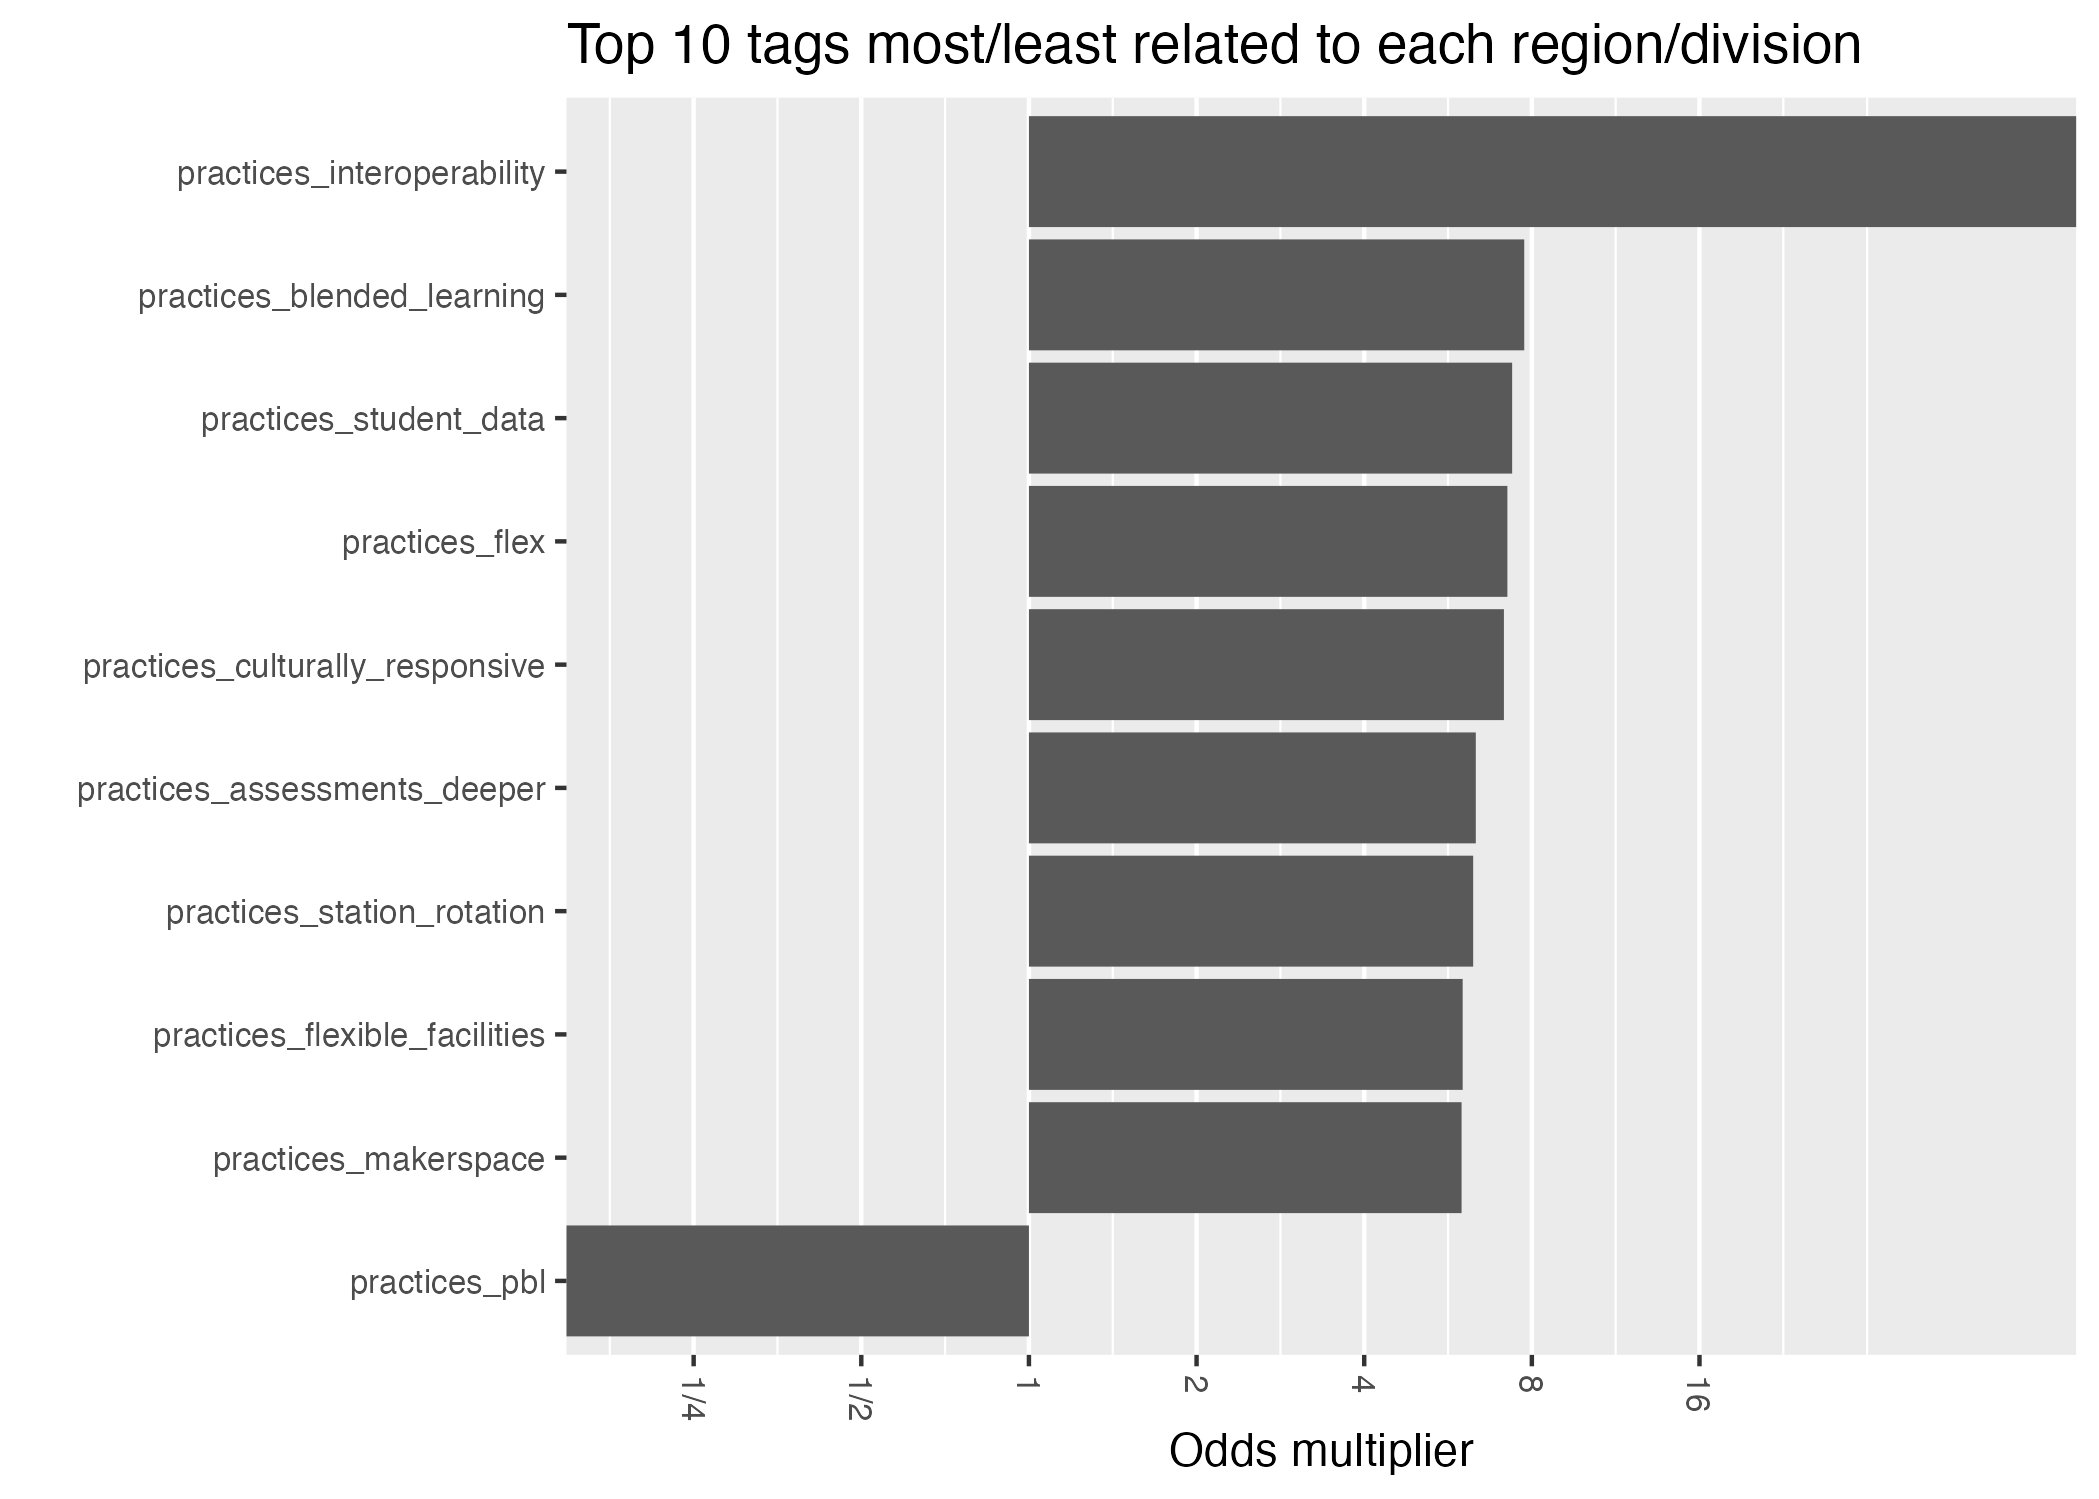 Top 10 tags most/least related to each region/division
practices_interoperability
practices_blended_learning
practices_student_data
practices_flex
practices_culturally_responsive
practices_assessments_deeper
practices_station_rotation
practices_flexible_facilities
practices_makerspace
practices_pbl
1/4
1/2
1
2
4
8
16
Odds multiplier